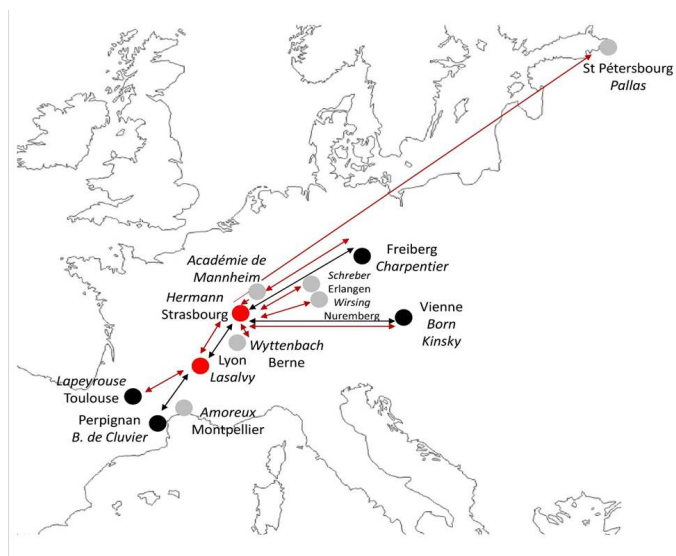 St Pétersbourg
Pallas
Académie de
Mannheim
Freiberg
Charpentier
Schreber
Erlangen
Wirsing
Nuremberg
Hermann
Strasbourg
Vienne
Born
Kinsky
Wyttenbach
Berne
Lyon
Lasalvy
Lapeyrouse
Toulouse
Perpignan
B. de Cluvier
Amoreux
Montpellier